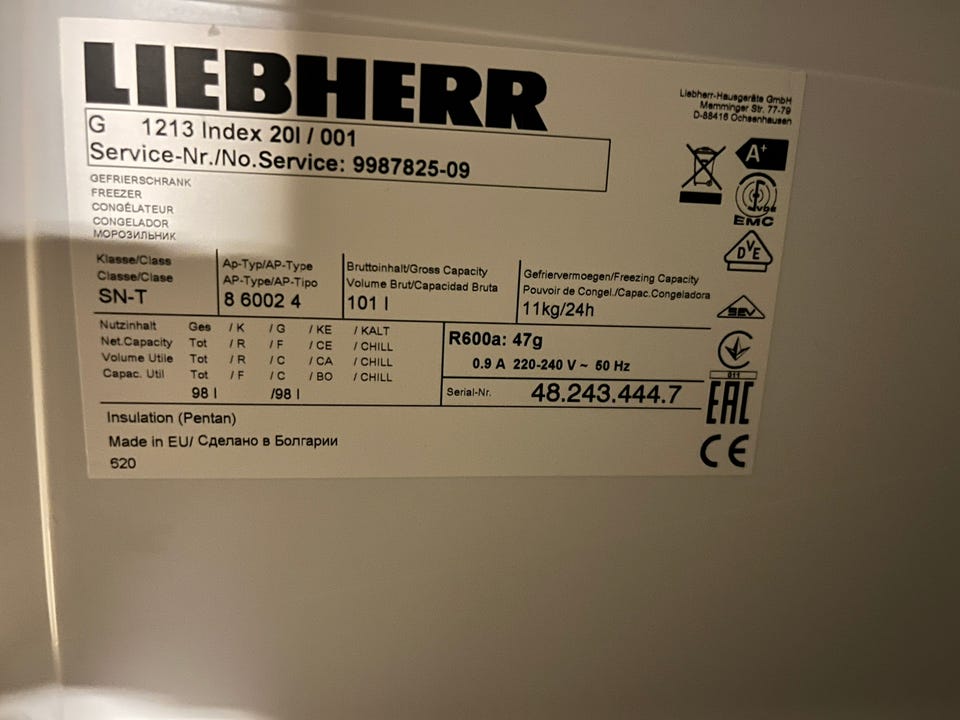 LIEBHERR
Liebherr-Hausgeräte GmbH
Memminger Str. 77-79
D-88416 Ochsenhausen
G 1213 Index 20I / 001
Service-Nr./No.Service: 9987825-09
A+
VDE
EMC
GEFRIERSCHRANK
FREEZER
CONGÉLATEUR
CONGELADOR
МОРОЗИЛЬНИК
DVE
Klasse/Class
Classe/Clase
SN-T
Ap-Typ/AP-Type
AP-Type/AP-Tipo
8 6002 4
Bruttoinhalt/Gross Capacity
Volume Brut/Capacidad Bruta
101 l
Gefriervermoegen/Freezing Capacity
Pouvoir de Congel./Capac.Congeladora
11kg/24h
SEV
Nutzinhalt Ges / K / G / KE / KALT
Net.Capacity Tot / R / F / CE / CHILL
Volume Utile Tot / R / C / CA / CHILL
Capac. Util Tot / F / C / BO / CHILL
98 l /98 l
R600a: 47g
0.9 A 220-240 V ~ 50 Hz
011
Serial-Nr. 48.243.444.7
EAC
Insulation (Pentan)
Made in EU/ Сделано в Болгарии
620
CE